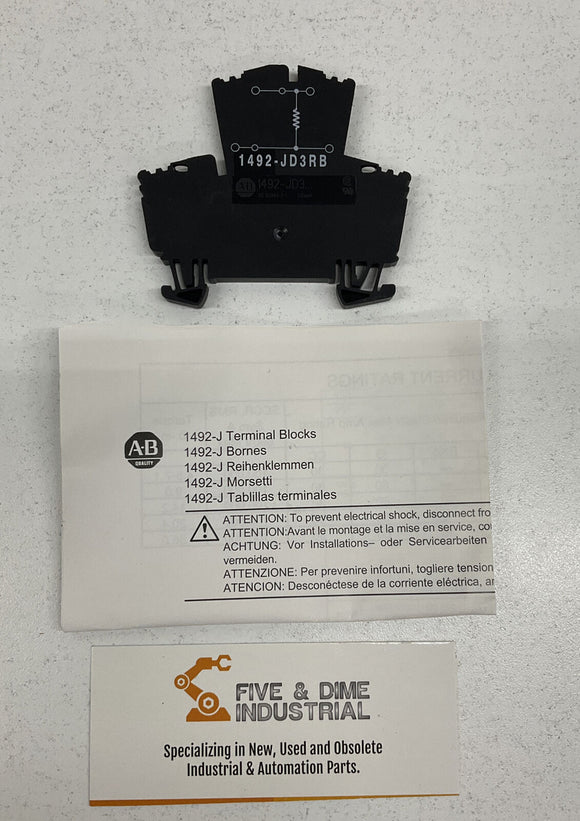 1492-JD3RB
1492-JD3
A-B
QUALITY
1492-J Terminal Blocks
1492-J Bornes
1492-J Reihenklemmen
1492-J Morsetti
1492-J Tablillas terminales
ATTENTION: To prevent electrical shock, disconnect fro
ATTENTION:Avant le montage et la mise en service, co
ACHTUNG: Vor Installations– oder Servicearbeiten
vermeiden.
ATTENZIONE: Per prevenire infortuni, togliere tension
ATENCION: Desconéctese de la corriente eléctrica, an
FIVE & DIME
INDUSTRIAL
Specializing in New, Used and Obsolete
Industrial & Automation Parts.